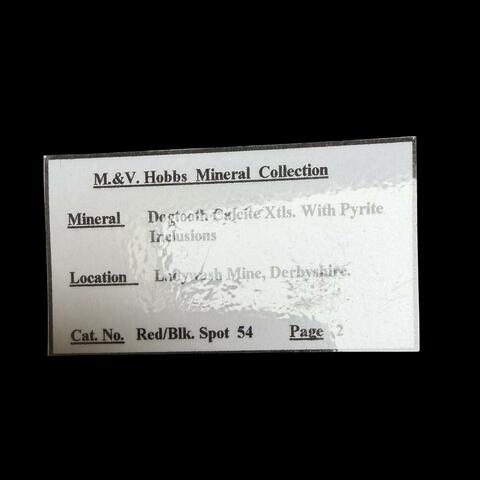 M.&V. Hobbs Mineral Collection
Mineral Dogtooth Calcite Xtls. With Pyrite
Inclusions
Location Ladywash Mine, Derbyshire.
Cat. No. Red/Blk. Spot 54 Page 2